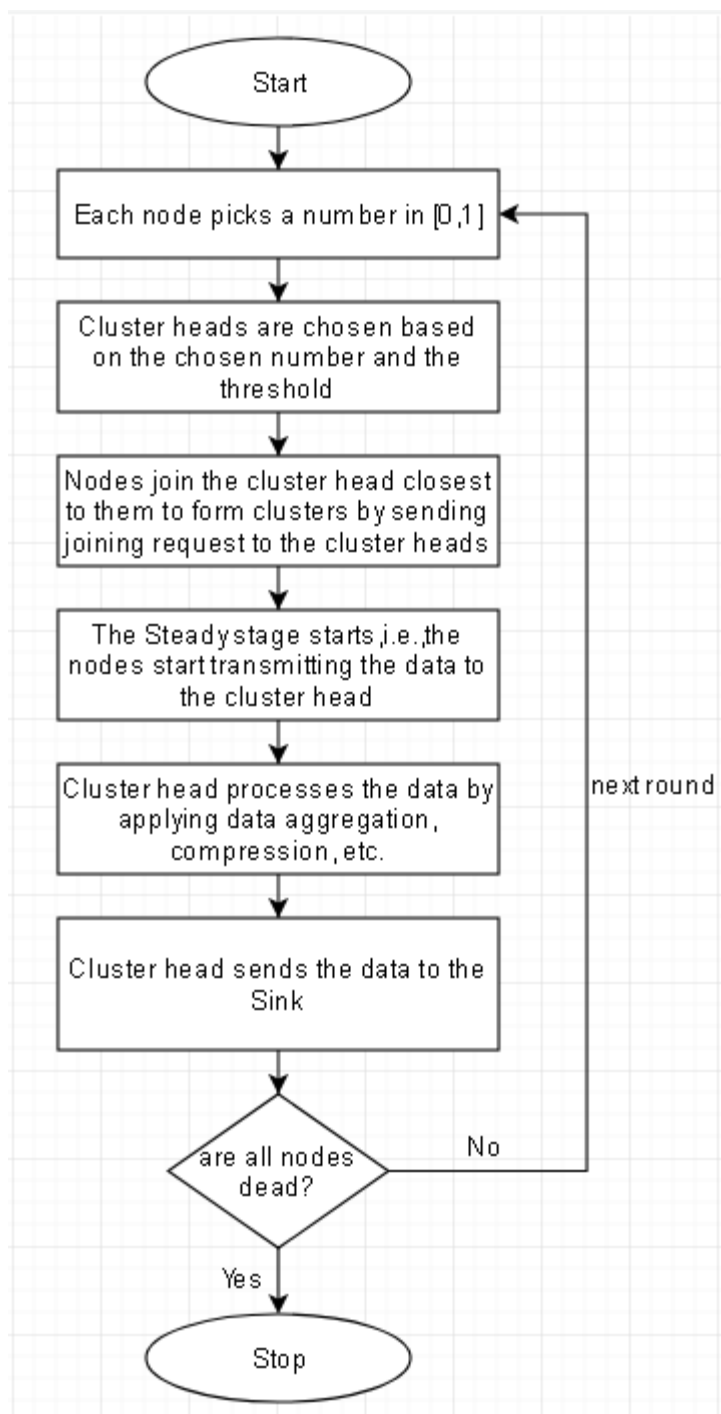 Start
Each node picks a number in [0,1]
Cluster heads are chosen based
on the chosen number and the
threshold
Nodes join the cluster head closest
to them to form clusters by sending
joining request to the cluster heads
The Steady stage starts ,i.e.,the
nodes start transmitting the data to
the cluster head
Cluster head processes the data by
applying data aggregation,
compression, etc.
next round
Cluster head sends the data to the
Sink
are all nodes
dead?
No
Yes
Stop